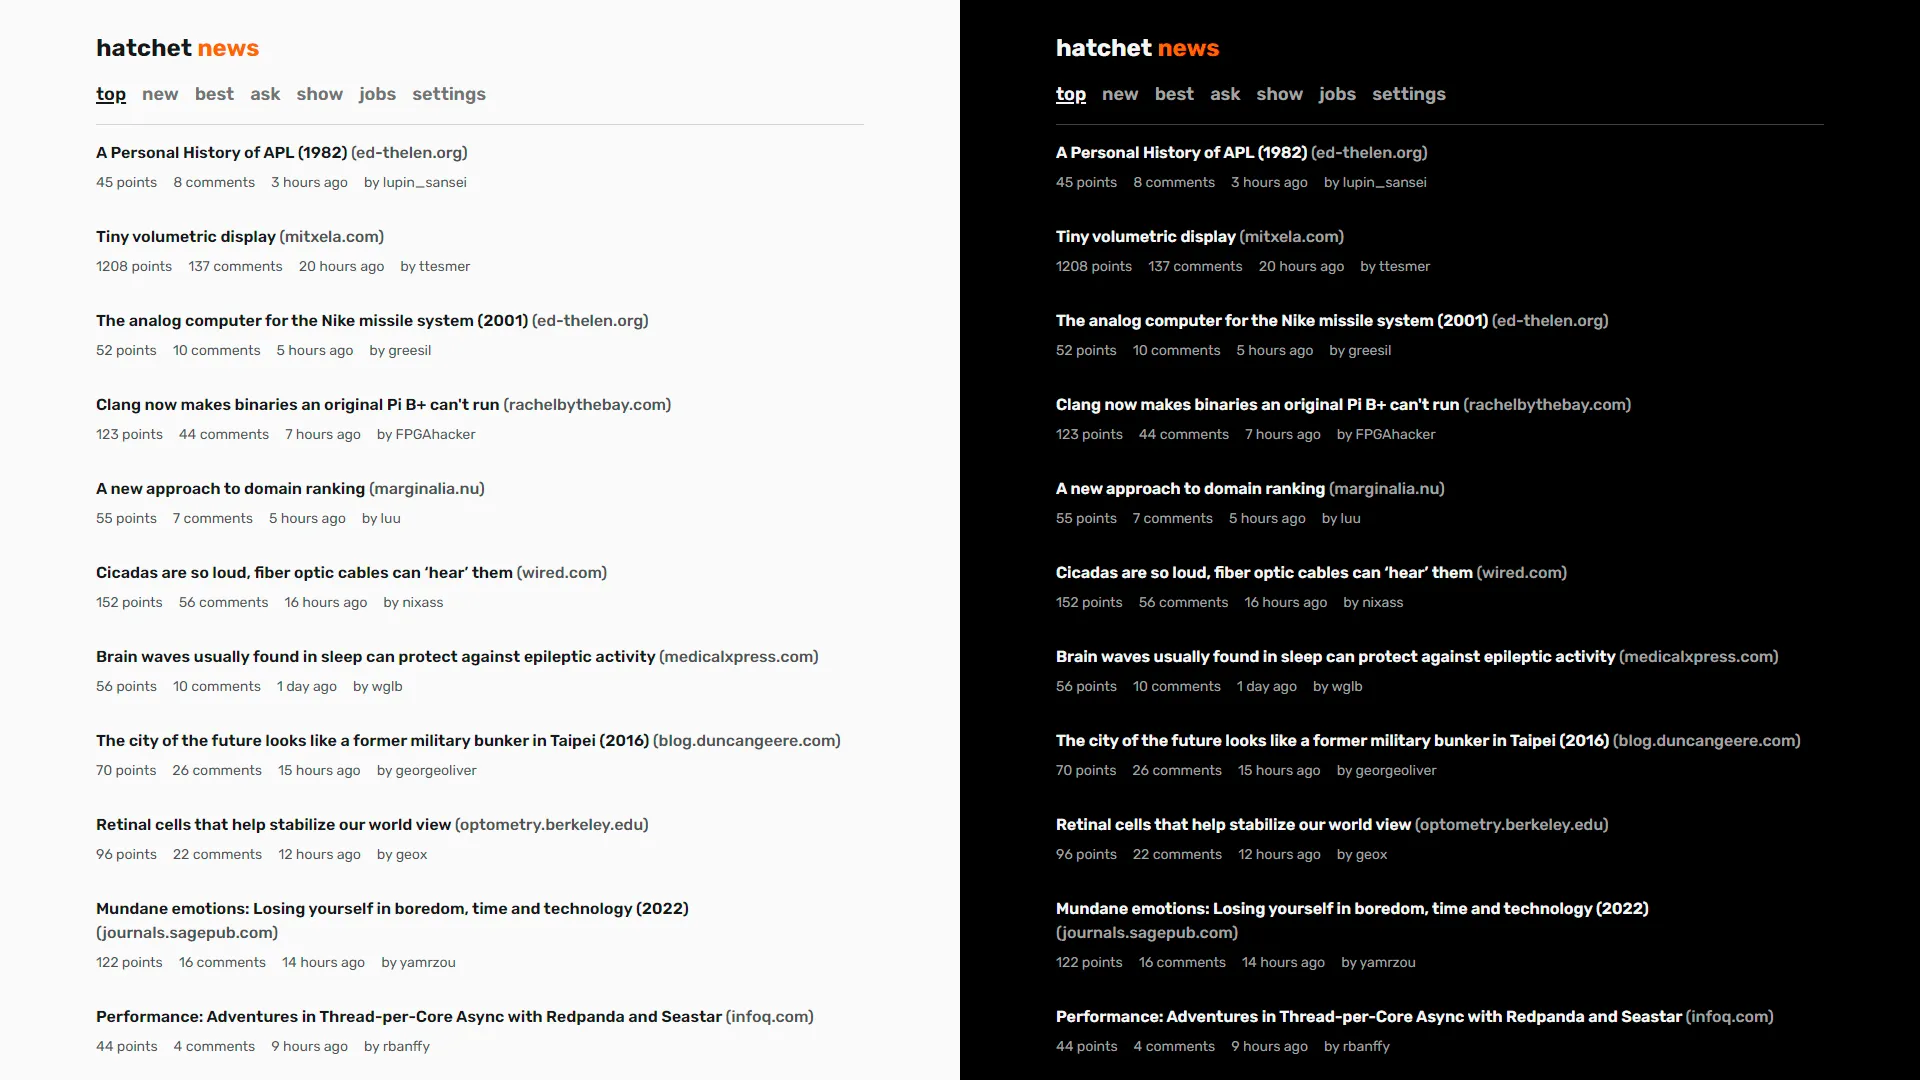 hatchet news
top new best ask show jobs settings
A Personal History of APL (1982) (ed-thelen.org)
45 points 8 comments 3 hours ago by lupin_sansei
Tiny volumetric display (mitxela.com)
1208 points 137 comments 20 hours ago by ttesmer
The analog computer for the Nike missile system (2001) (ed-thelen.org)
52 points 10 comments 5 hours ago by greesil
Clang now makes binaries an original Pi B+ can't run (rachelbythebay.com)
123 points 44 comments 7 hours ago by FPGAhacker
A new approach to domain ranking (marginalia.nu)
55 points 7 comments 5 hours ago by luu
Cicadas are so loud, fiber optic cables can ‘hear’ them (wired.com)
152 points 56 comments 16 hours ago by nixass
Brain waves usually found in sleep can protect against epileptic activity (medicalxpress.com)
56 points 10 comments 1 day ago by wglb
The city of the future looks like a former military bunker in Taipei (2016) (blog.duncangeere.com)
70 points 26 comments 15 hours ago by georgeoliver
Retinal cells that help stabilize our world view (optometry.berkeley.edu)
96 points 22 comments 12 hours ago by geox
Mundane emotions: Losing yourself in boredom, time and technology (2022)
(journals.sagepub.com)
122 points 16 comments 14 hours ago by yamrzou
Performance: Adventures in Thread-per-Core Async with Redpanda and Seastar (infoq.com)
44 points 4 comments 9 hours ago by rbanffy
hatchet news
top new best ask show jobs settings
A Personal History of APL (1982) (ed-thelen.org)
45 points 8 comments 3 hours ago by lupin_sansei
Tiny volumetric display (mitxela.com)
1208 points 137 comments 20 hours ago by ttesmer
The analog computer for the Nike missile system (2001) (ed-thelen.org)
52 points 10 comments 5 hours ago by greesil
Clang now makes binaries an original Pi B+ can't run (rachelbythebay.com)
123 points 44 comments 7 hours ago by FPGAhacker
A new approach to domain ranking (marginalia.nu)
55 points 7 comments 5 hours ago by luu
Cicadas are so loud, fiber optic cables can ‘hear’ them (wired.com)
152 points 56 comments 16 hours ago by nixass
Brain waves usually found in sleep can protect against epileptic activity (medicalxpress.com)
56 points 10 comments 1 day ago by wglb
The city of the future looks like a former military bunker in Taipei (2016) (blog.duncangeere.com)
70 points 26 comments 15 hours ago by georgeoliver
Retinal cells that help stabilize our world view (optometry.berkeley.edu)
96 points 22 comments 12 hours ago by geox
Mundane emotions: Losing yourself in boredom, time and technology (2022)
(journals.sagepub.com)
122 points 16 comments 14 hours ago by yamrzou
Performance: Adventures in Thread-per-Core Async with Redpanda and Seastar (infoq.com)
44 points 4 comments 9 hours ago by rbanffy